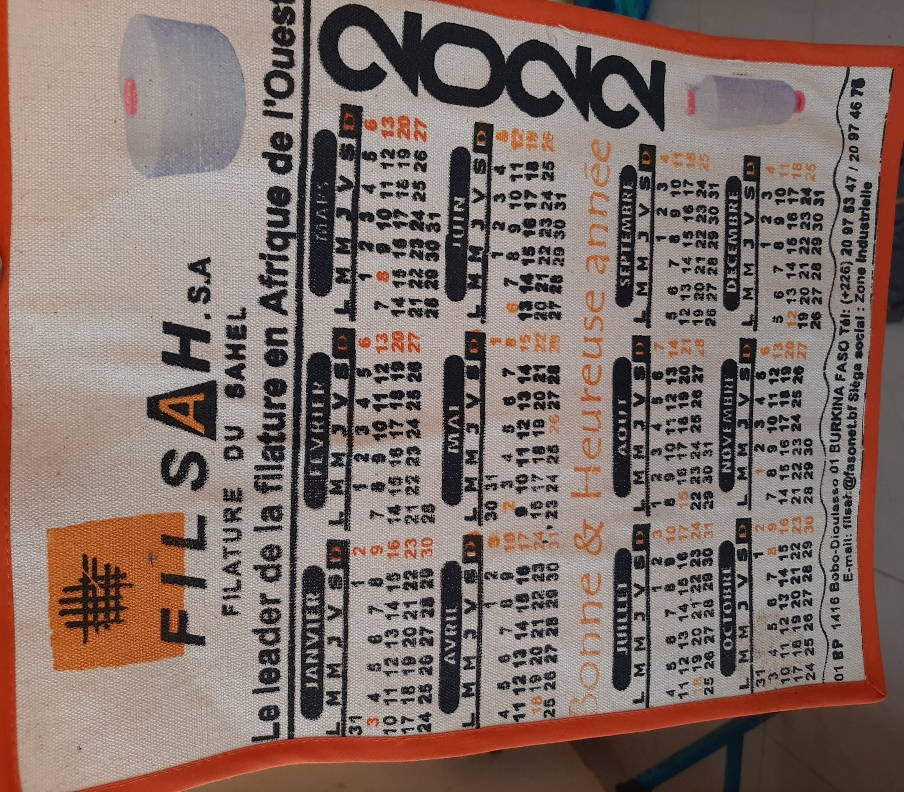 FILSAH.SA
FILATURE DU SAHEL
Le leader de la filature en Afrique de l'Ouest
2022
JANVIER
L M M J V S D
31 1 2
3 4 5 6 7 8 9
10 11 12 13 14 15 16
17 18 19 20 21 22 23
24 25 26 27 28 29 30
FEVRIER
L M M J V S D
1 2 3 4 5 6
7 8 9 10 11 12 13
14 15 16 17 18 19 20
21 22 23 24 25 26 27
28
MARS
L M M J V S D
1 2 3 4 5 6
7 8 9 10 11 12 13
14 15 16 17 18 19 20
21 22 23 24 25 26 27
28 29 30 31
AVRIL
L M M J V S D
1 2 3
4 5 6 7 8 9 10
11 12 13 14 15 16 17
18 19 20 21 22 23 24
25 26 27 28 29 30
MAI
L M M J V S D
30 31 1
2 3 4 5 6 7 8
9 10 11 12 13 14 15
16 17 18 19 20 21 22
23 24 25 26 27 28 29
JUIN
L M M J V S D
1 2 3 4 5
6 7 8 9 10 11 12
13 14 15 16 17 18 19
20 21 22 23 24 25 26
Bonne & Heureuse année
JUILLET
L M M J V S D
1 2 3
4 5 6 7 8 9 10
11 12 13 14 15 16 17
18 19 20 21 22 23 24
25 26 27 28 29 30 31
AOUT
L M M J V S D
1 2 3 4 5 6 7
8 9 10 11 12 13 14
15 16 17 18 19 20 21
22 23 24 25 26 27 28
29 30 31
SEPTEMBRE
L M M J V S D
1 2 3 4
5 6 7 8 9 10 11
12 13 14 15 16 17 18
19 20 21 22 23 24 25
26 27 28 29 30 31
OCTOBRE
L M M J V S D
31 1 2
3 4 5 6 7 8 9
10 11 12 13 14 15 16
17 18 19 20 21 22 23
24 25 26 27 28 29 30
NOVEMBRE
L M M J V S D
1 2 3 4 5 6
7 8 9 10 11 12 13
14 15 16 17 18 19 20
21 22 23 24 25 26 27
28 29 30
DECEMBRE
L M M J V S D
1 2 3 4
5 6 7 8 9 10 11
12 13 14 15 16 17 18
19 20 21 22 23 24 25
26 27 28 29 30 31
01 BP 1416 Bobo-Dioulasso 01 BURKINA FASO Tél: (+226) 20 97 63 47 / 20 97 46 78
E-mail: filsah@fasonet.bf Siége social : Zone Industrielle